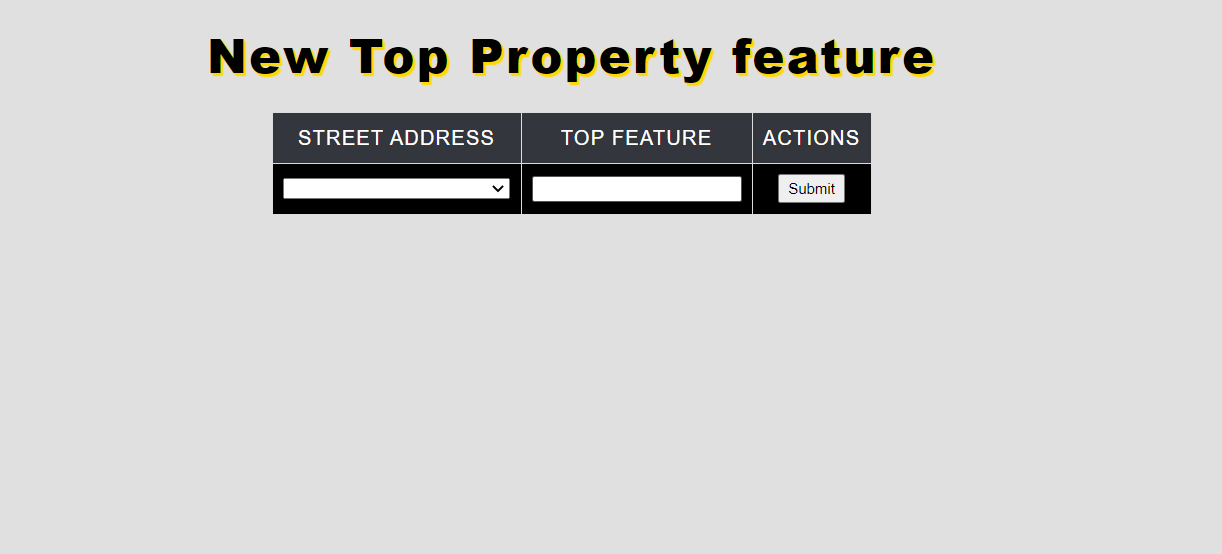 New Top Property feature
STREET ADDRESS TOP FEATURE ACTIONS
Submit